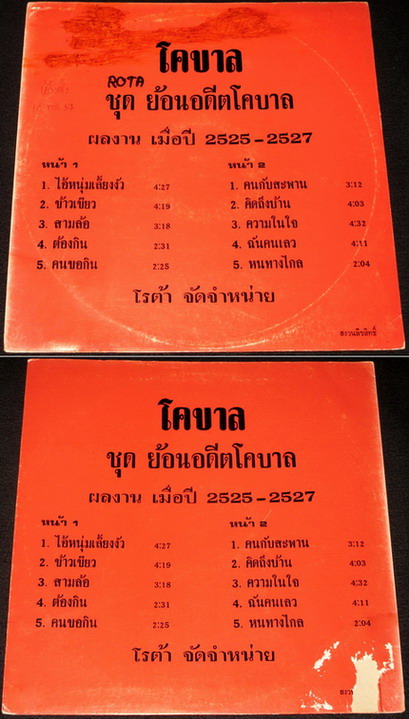 โคบาล
ROTA
ชุด ย้อนอดีตโคบาล
ผลงาน เมื่อปี 2525-2527
หน้า 1 หน้า 2
1. ไอ้หนุ่มเลี้ยงงัว 4:27 1. คนกับสะพาน 3:12
2. ข้าวเขียว 4:19 2. คิดถึงบ้าน 4:03
3. สามล้อ 3:18 3. ความในใจ 4:32
4. ต้องกิน 2:31 4. ฉันคนเลว 4:11
5. คนขอกิน 2:25 5. หนทางไกล 2:04
โรต้า จัดจำหน่าย
สงวนลิขสิทธิ์
โคบาล
ชุด ย้อนอดีตโคบาล
ผลงาน เมื่อปี 2525-2527
หน้า 1 หน้า 2
1. ไอ้หนุ่มเลี้ยงงัว 4:27 1. คนกับสะพาน 3:12
2. ข้าวเขียว 4:19 2. คิดถึงบ้าน 4:03
3. สามล้อ 3:18 3. ความในใจ 4:32
4. ต้องกิน 2:31 4. ฉันคนเลว 4:11
5. คนขอกิน 2:25 5. หนทางไกล 2:04
โรต้า จัดจำหน่าย